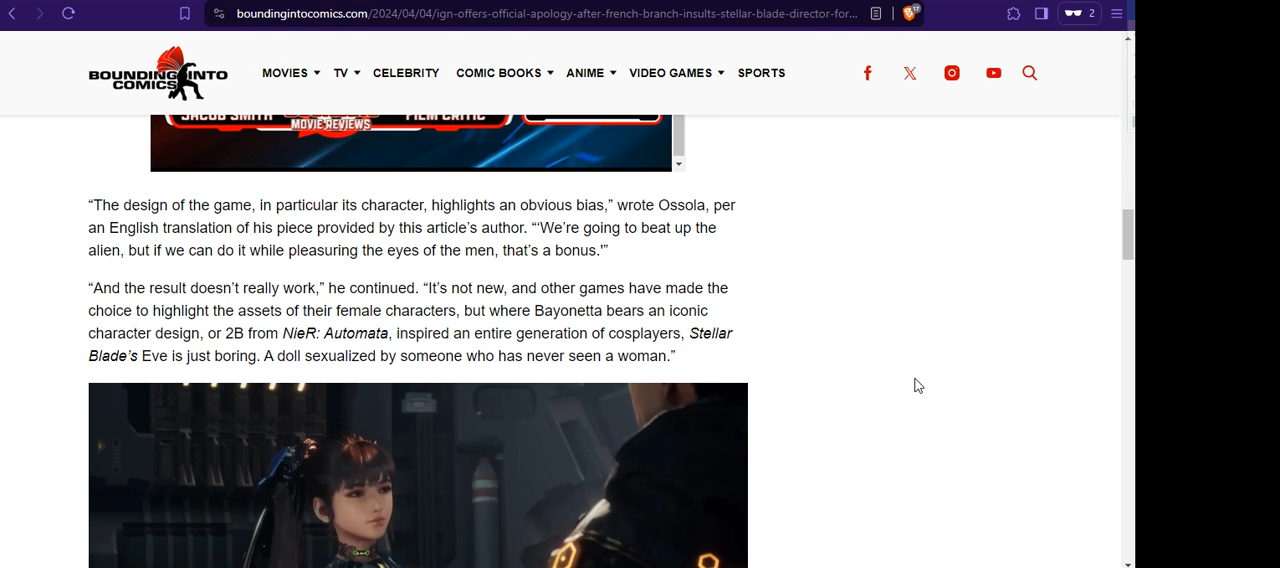 boundingintocomics.com/2024/04/04/ign-offers-official-apology-after-french-branch-insults-stellar-blade-director-for...
17
2
BOUNDING INTO
COMICS
MOVIES
TV
CELEBRITY
COMIC BOOKS
ANIME
VIDEO GAMES
SPORTS
JACOB SMITH
MOVIE REVIEWS
FILM CRITIC
“The design of the game, in particular its character, highlights an obvious bias,” wrote Ossola, per
an English translation of his piece provided by this article’s author. “‘We’re going to beat up the
alien, but if we can do it while pleasuring the eyes of the men, that’s a bonus.’”
“And the result doesn’t really work,” he continued. “It’s not new, and other games have made the
choice to highlight the assets of their female characters, but where Bayonetta bears an iconic
character design, or 2B from NieR: Automata, inspired an entire generation of cosplayers, Stellar
Blade’s Eve is just boring. A doll sexualized by someone who has never seen a woman.”